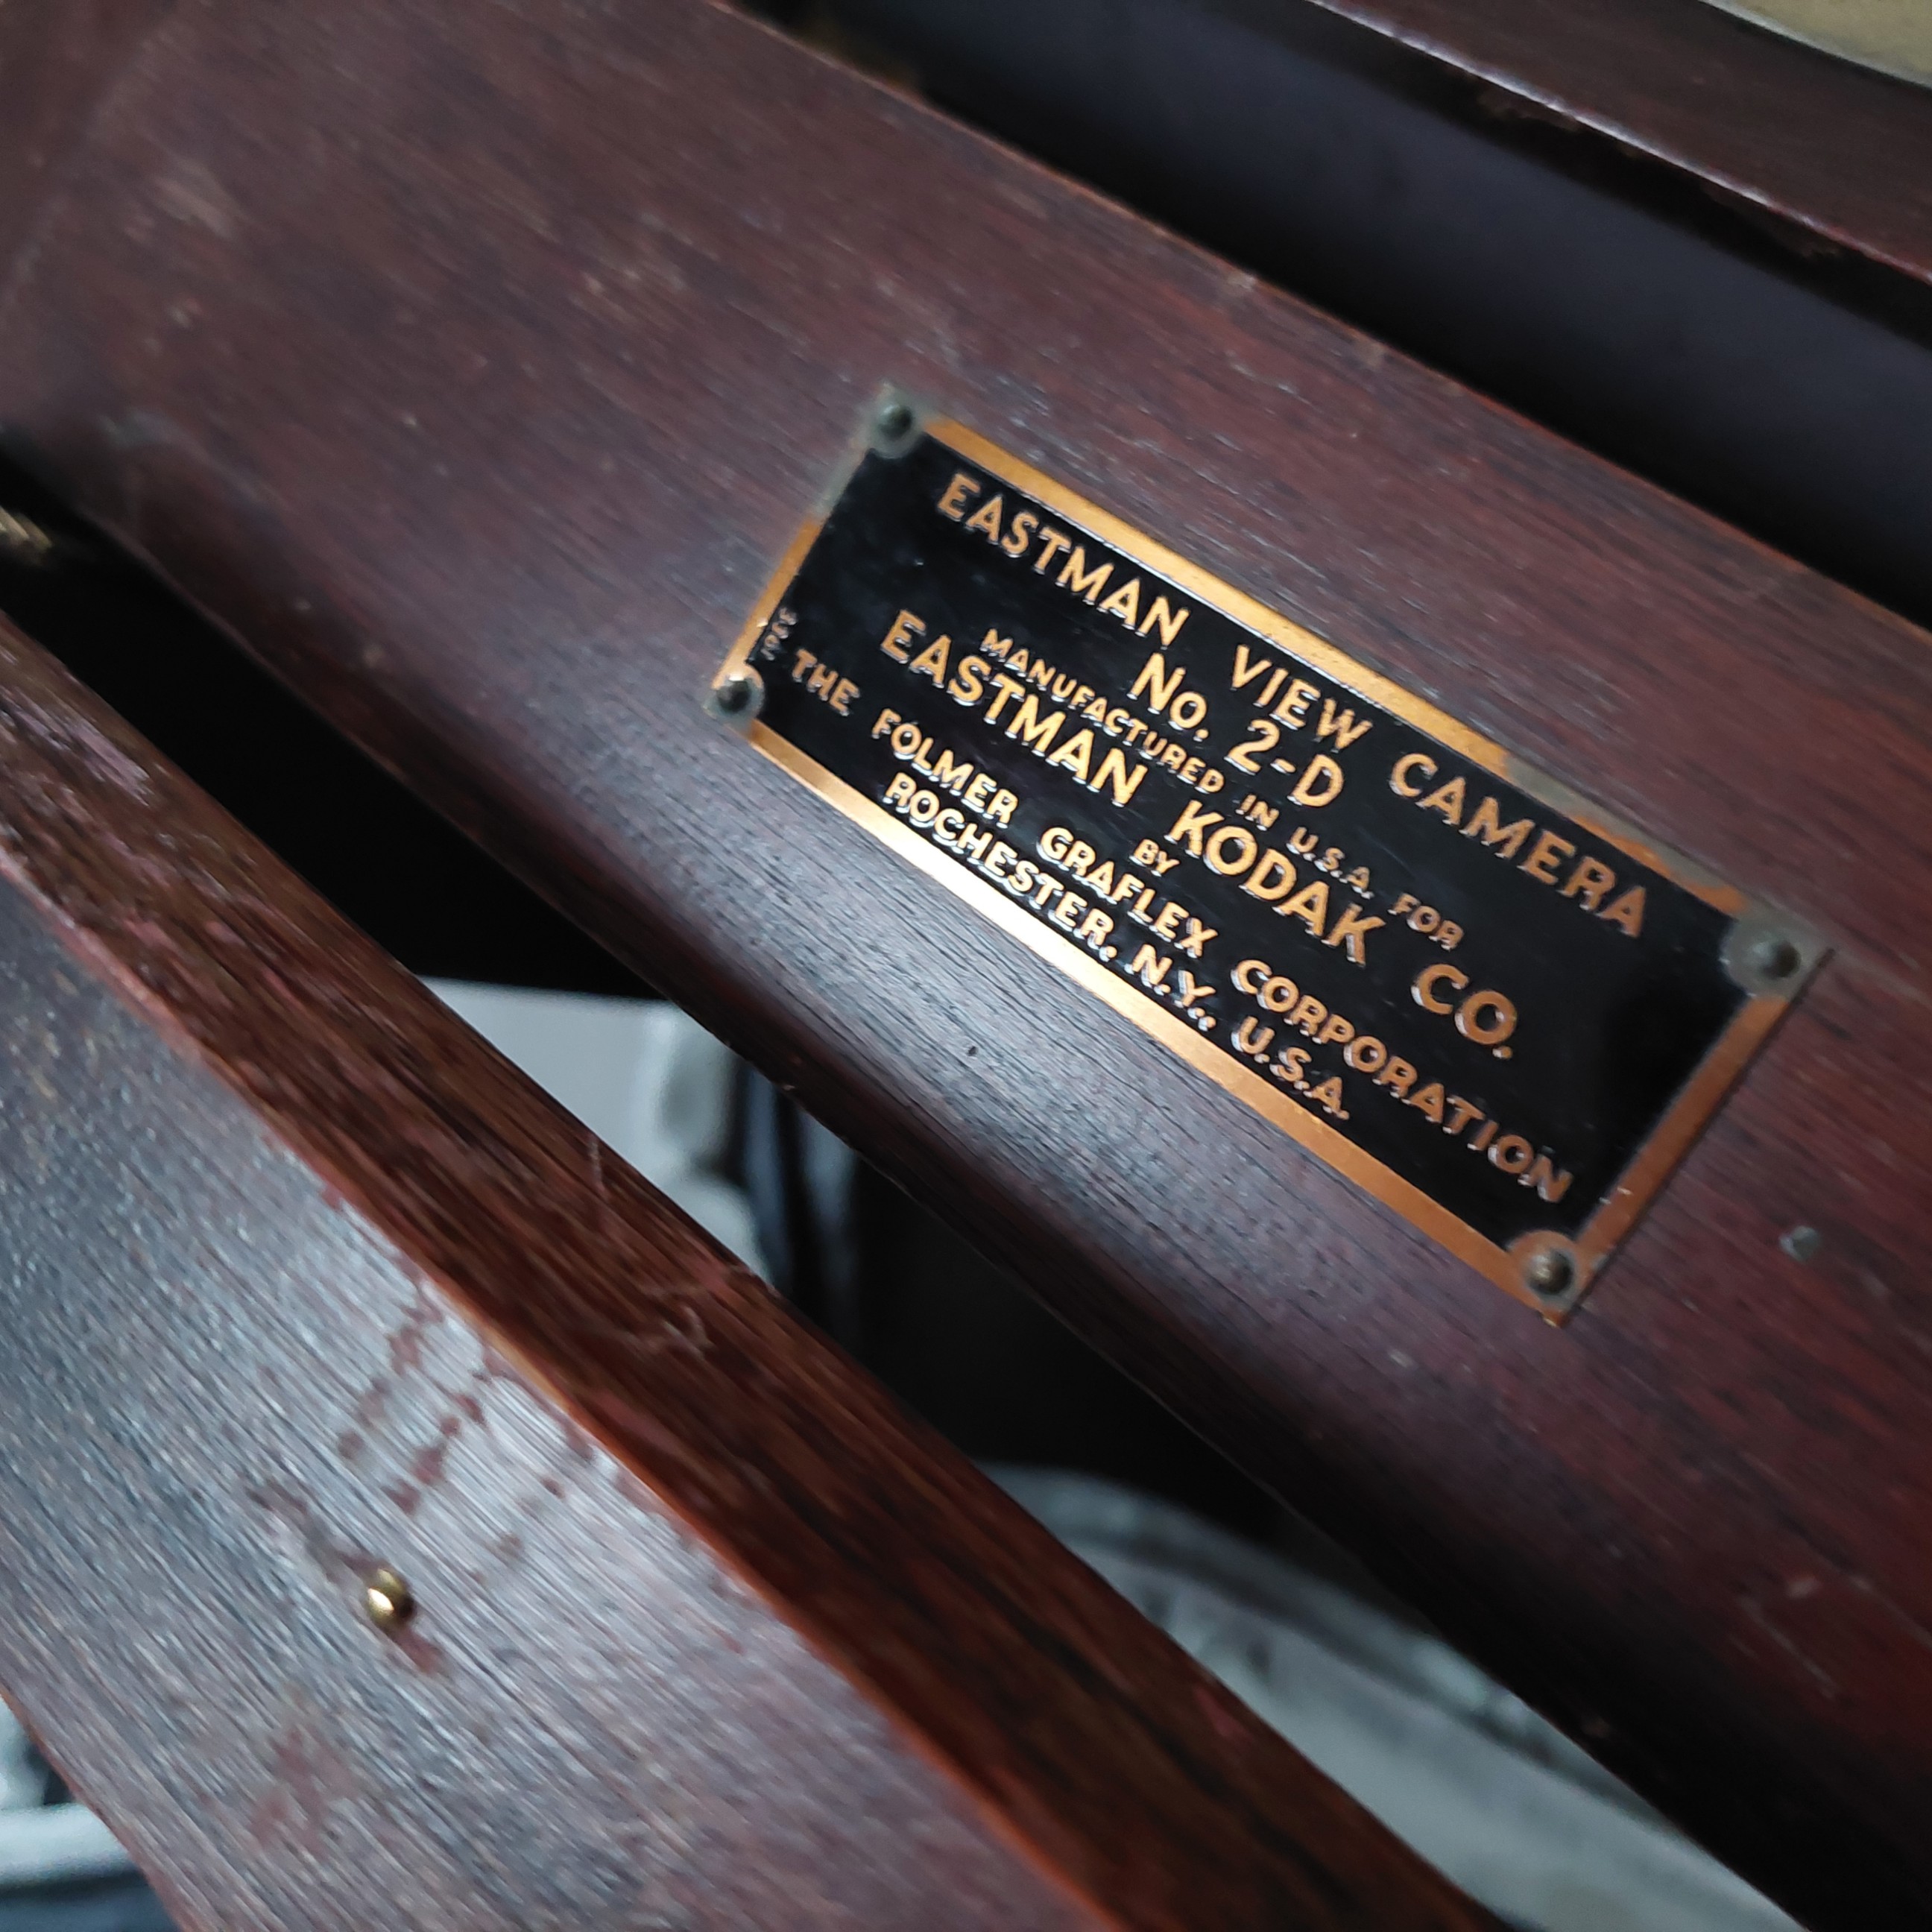 EASTMAN VIEW CAMERA
No. 2-D
MANUFACTURED IN U.S.A. FOR
EASTMAN KODAK CO.
BY
THE FOLMER GRAFLEX CORPORATION
ROCHESTER, N.Y., U.S.A.